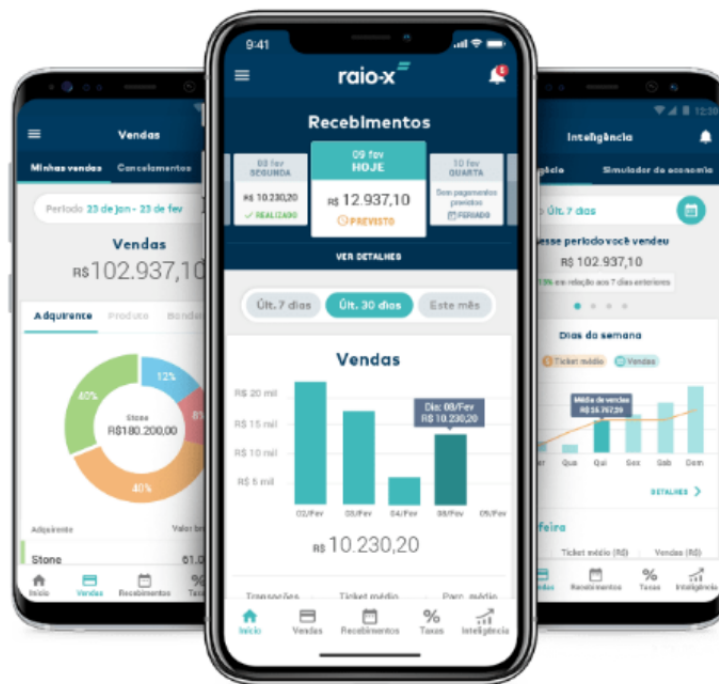 Vendas
Minhas vendas Cancelamentos
Período 23 de jan - 23 de fev
Vendas
R$ 102.937,10
Adquirente Produto
40%
12%
8%
40%
Stone
R$180.200,00
Adquirente
Stone
Início
Vendas
Recebimentos
9:41
raio-x
Recebimentos
08 fev
SEGUNDA
R$ 10.230,20
REALIZADO
09 fev
HOJE
R$ 12.937,10
PREVISTO
10 fev
QUARTA
Sem pagamentos
previstos
FERIADO
VER DETALHES
Últ. 7 dias
Últ. 30 dias
Este mês
Vendas
R$ 20 mil
R$ 15 mil
R$ 10 mil
R$ 5 mil
Dia: 08/Fev
R$ 10.230,20
02/Fev
03/Fev
04/Fev
08/Fev
09/Fev
R$ 10.230,20
Transações
Ticket médio
Parc. médio
Início
Vendas
Recebimentos
%
Taxas
Inteligência
12:30
Inteligência
Simulador de economia
Últ. 7 dias
período você vendeu
R$ 102.937,10
em relação aos 7 dias anteriores
Dias da semana
Ticket médio
Vendas
Média de vendas
Qua
Qui
Sex
Sab
Dom
DETALHES
feira
Ticket médio (R$)
Vendas (R$)
Recebimentos
%
Taxas
Inteligência